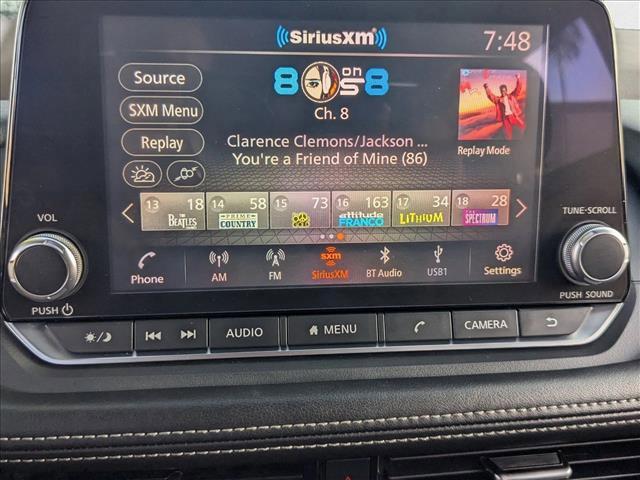 SiriusXM
7:48
Source
SXM Menu
Replay
8 on 8
Ch. 8
Clarence Clemons/Jackson ...
You're a Friend of Mine (86)
Replay Mode
13 18
THE BEATLES
14 58
PRIME COUNTRY
15 73
16 163
attitude FRANCO
17 34
LITHIUM
18 28
THE SPECTRUM
Phone
AM
FM
sxm
SiriusXM
BT Audio
USB1
Settings
VOL
PUSH
TUNE·SCROLL
PUSH SOUND
AUDIO
MENU
CAMERA